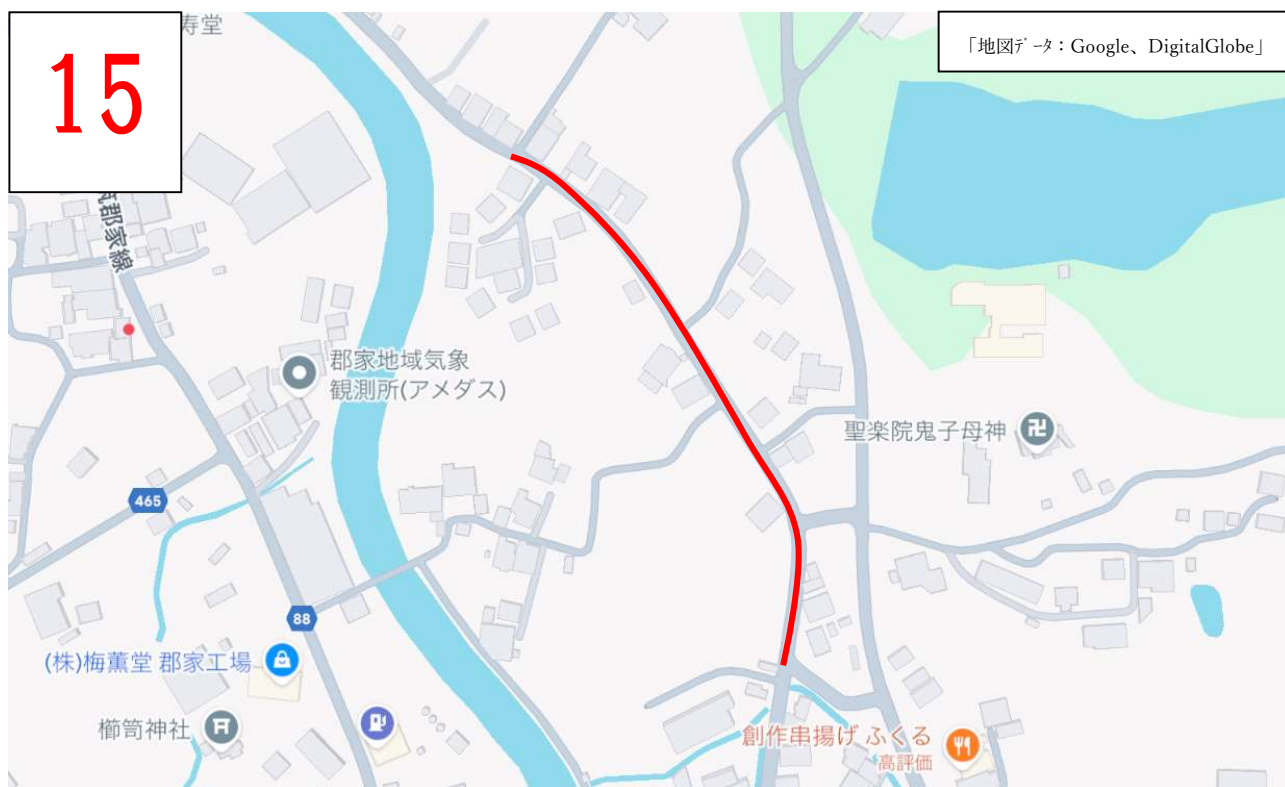 寿堂
「地図ﾃﾞｰﾀ：Google、DigitalGlobe」
15
郡家線
郡家地域気象
観測所(アメダス)
聖楽院鬼子母神
465
88
(株)梅薫堂 郡家工場
櫛笥神社
創作串揚げ ふくる
高評価